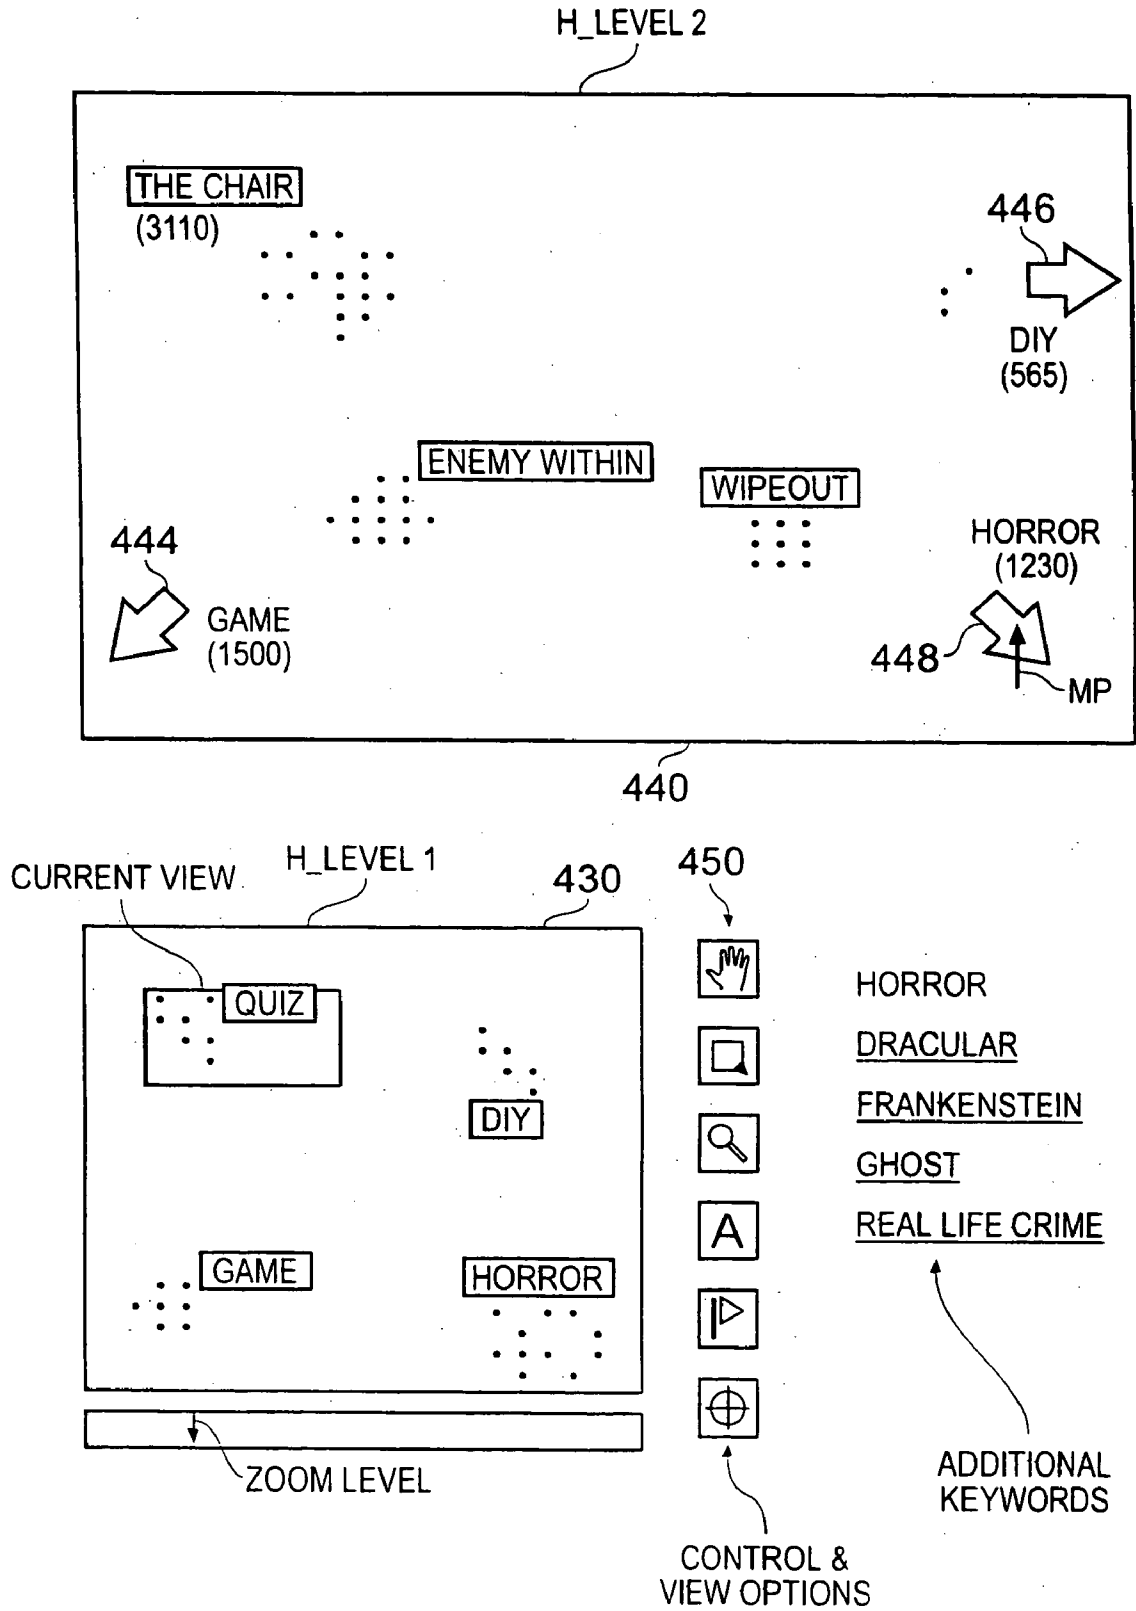 H_LEVEL 2
THE CHAIR
(3110)
446
DIY
(565)
ENEMY WITHIN
WIPEOUT
444
GAME
(1500)
HORROR
(1230)
448
MP
440
CURRENT VIEW
H_LEVEL 1
430
450
QUIZ
DIY
GAME
HORROR
ZOOM LEVEL
A
HORROR
DRACULAR
FRANKENSTEIN
GHOST
REAL LIFE CRIME
ADDITIONAL
KEYWORDS
CONTROL &
VIEW OPTIONS